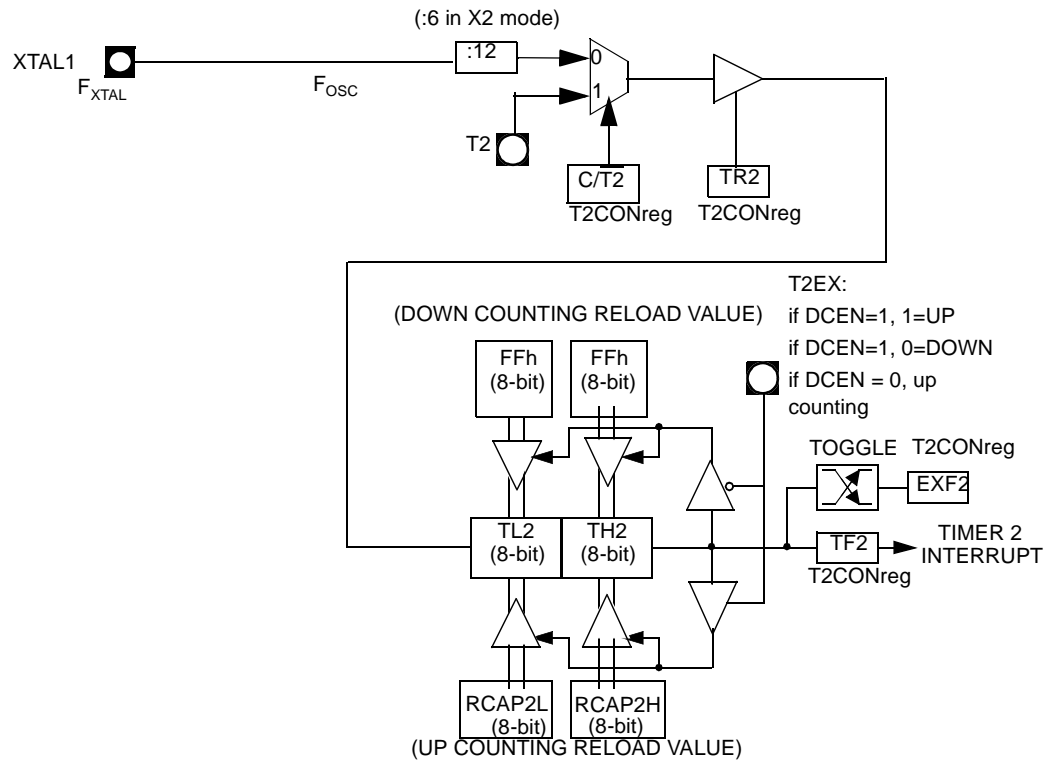 (:6 in X2 mode)
XTAL1
:12
0
F_XTAL
F_OSC
1
T2
C/T2
TR2
T2CONreg
T2CONreg
T2EX:
(DOWN COUNTING RELOAD VALUE)
if DCEN=1, 1=UP
FFh
(8-bit)
FFh
(8-bit)
if DCEN=1, 0=DOWN
if DCEN = 0, up
counting
TOGGLE
T2CONreg
EXF2
TL2
(8-bit)
TH2
(8-bit)
TF2
TIMER 2
INTERRUPT
T2CONreg
RCAP2L
(8-bit)
RCAP2H
(8-bit)
(UP COUNTING RELOAD VALUE)